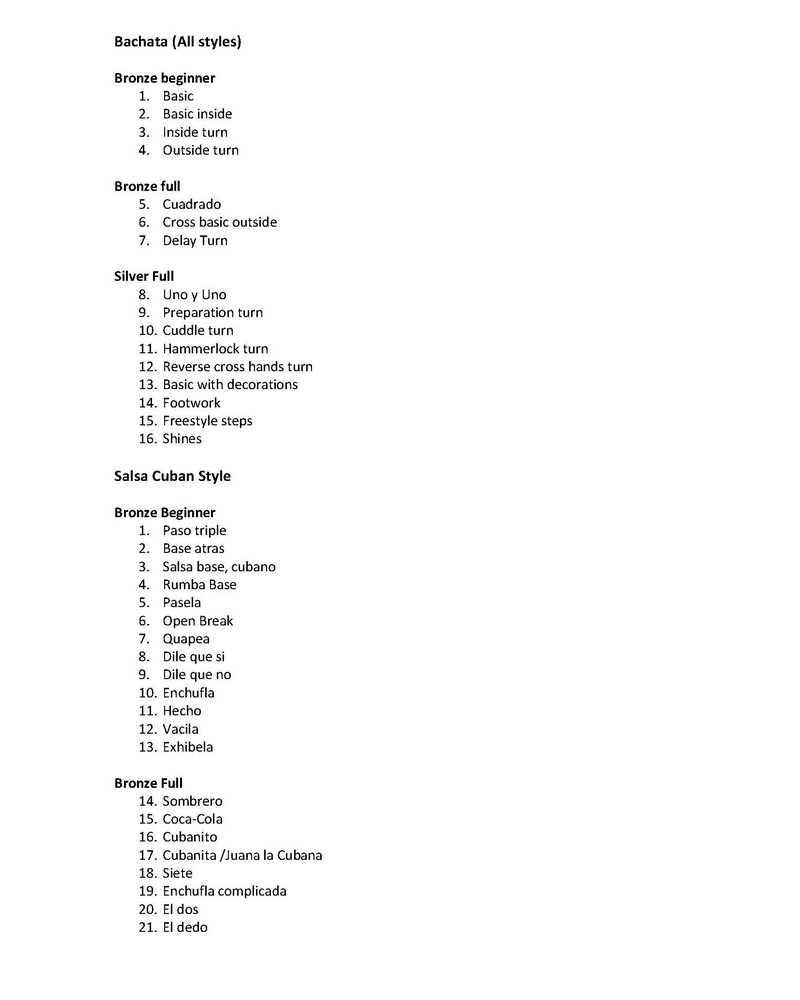 Bachata (All styles)
Bronze beginner
1. Basic
2. Basic inside
3. Inside turn
4. Outside turn
Bronze full
5. Cuadrado
6. Cross basic outside
7. Delay Turn
Silver Full
8. Uno y Uno
9. Preparation turn
10. Cuddle turn
11. Hammerlock turn
12. Reverse cross hands turn
13. Basic with decorations
14. Footwork
15. Freestyle steps
16. Shines
Salsa Cuban Style
Bronze Beginner
1. Paso triple
2. Base atras
3. Salsa base, cubano
4. Rumba Base
5. Pasela
6. Open Break
7. Quapea
8. Dile que si
9. Dile que no
10. Enchufla
11. Hecho
12. Vacila
13. Exhibela
Bronze Full
14. Sombrero
15. Coca-Cola
16. Cubanito
17. Cubanita /Juana la Cubana
18. Siete
19. Enchufla complicada
20. El dos
21. El dedo